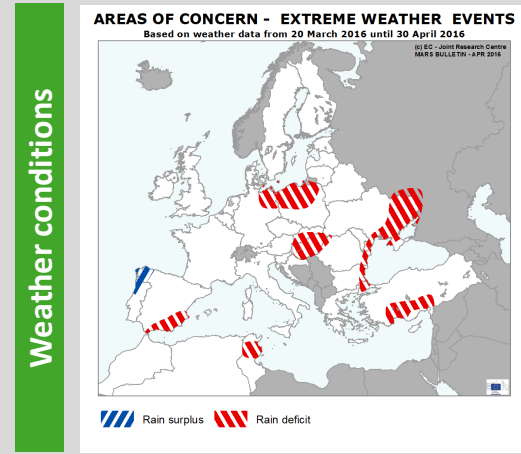 AREAS OF CONCERN - EXTREME WEATHER EVENTS
Based on weather data from 20 March 2016 until 30 April 2016
(c) EC - Joint Research Centre
MARS BULLETIN - APR 2016
Weather conditions
Rain surplus
Rain deficit